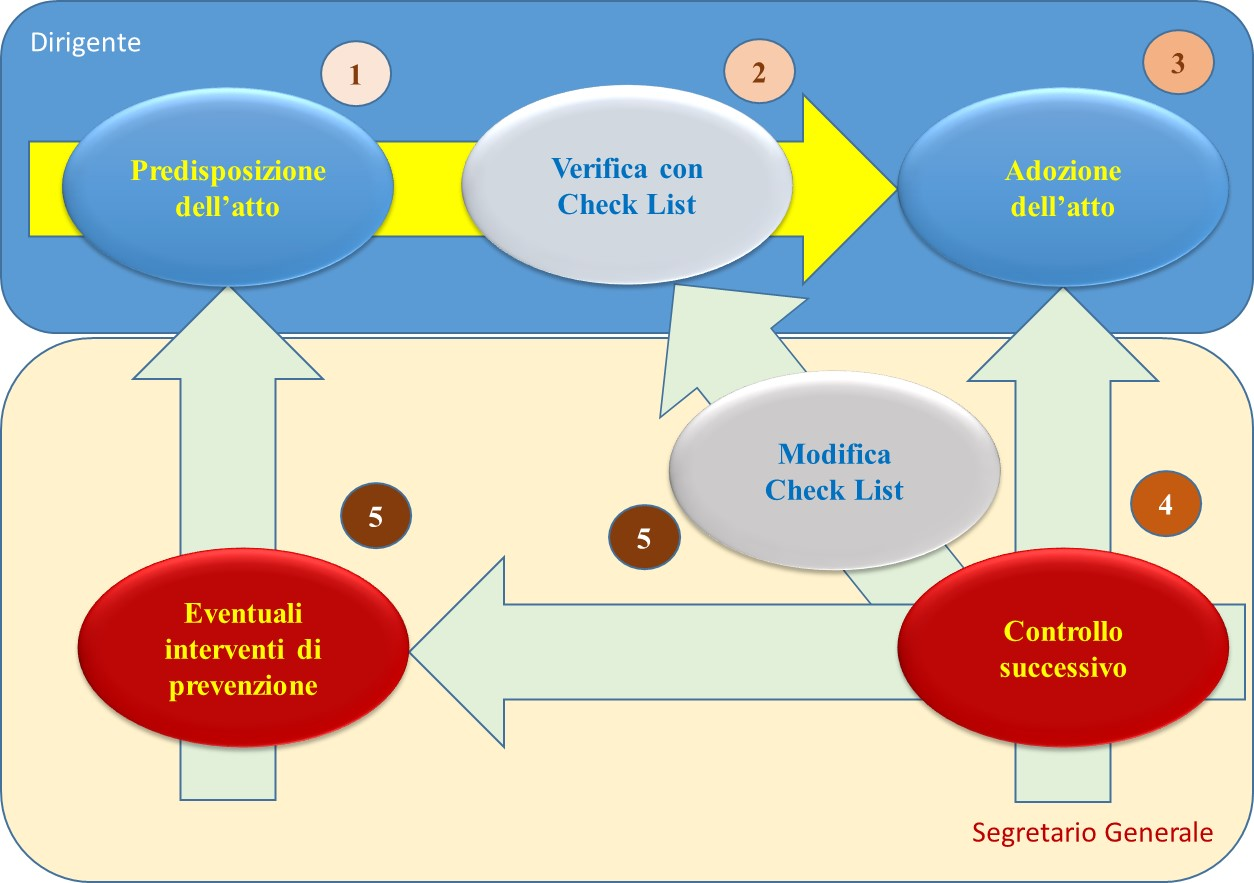 Dirigente
1
2
3
Predisposizione
dell’atto
Verifica con
Check List
Adozione
dell’atto
Modifica
Check List
4
5
5
Eventuali
interventi di
prevenzione
Controllo
successivo
Segretario Generale